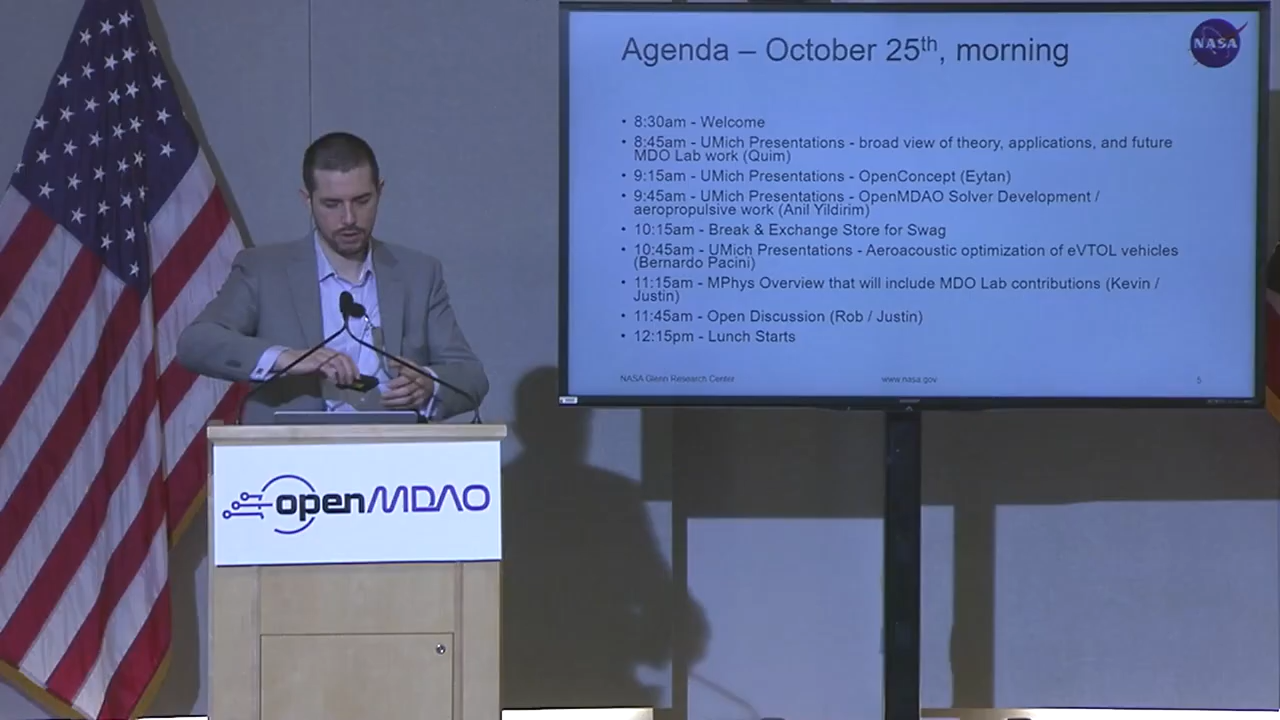 Agenda – October 25th, morning
NASA
• 8:30am - Welcome
• 8:45am - UMich Presentations - broad view of theory, applications, and future
MDO Lab work (Quim)
• 9:15am - UMich Presentations - OpenConcept (Eytan)
• 9:45am - UMich Presentations - OpenMDAO Solver Development /
aeropropulsive work (Anil Yildirim)
• 10:15am - Break & Exchange Store for Swag
• 10:45am - UMich Presentations - Aeroacoustic optimization of eVTOL vehicles
(Bernardo Pacini)
• 11:15am - MPhys Overview that will include MDO Lab contributions (Kevin /
Justin)
• 11:45am - Open Discussion (Rob / Justin)
• 12:15pm - Lunch Starts
NASA Glenn Research Center
www.nasa.gov
5
openMDAO